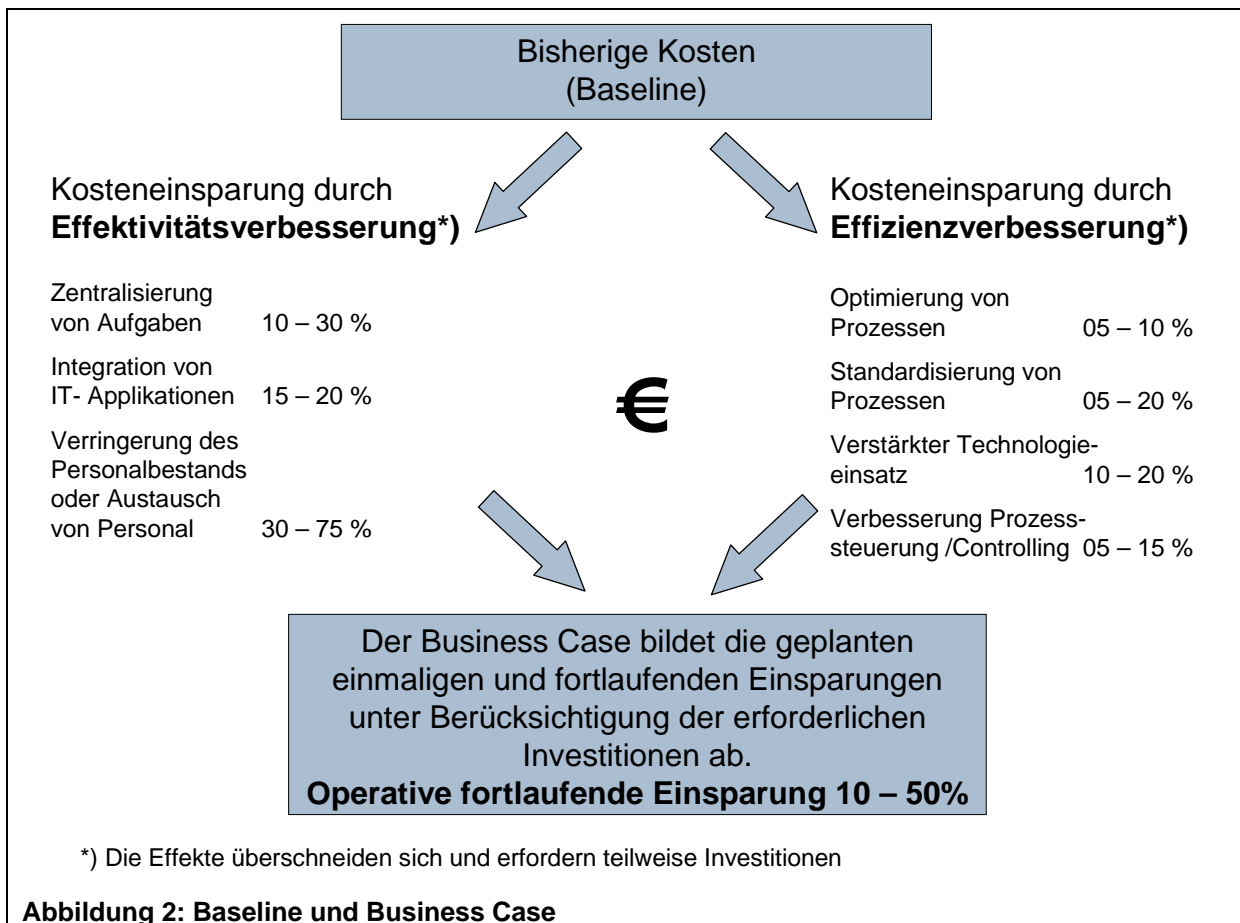 Bisherige Kosten
(Baseline)
Kosteneinsparung durch
Effektivitätsverbesserung*)
Zentralisierung
von Aufgaben 10 – 30 %
Integration von
IT- Applikationen 15 – 20 %
Verringerung des
Personalbestands
oder Austausch
von Personal 30 – 75 %
€
Kosteneinsparung durch
Effizienzverbesserung*)
Optimierung von
Prozessen 05 – 10 %
Standardisierung von
Prozessen 05 – 20 %
Verstärkter Technologie-
einsatz 10 – 20 %
Verbesserung Prozess-
steuerung /Controlling 05 – 15 %
Der Business Case bildet die geplanten
einmaligen und fortlaufenden Einsparungen
unter Berücksichtigung der erforderlichen
Investitionen ab.
Operative fortlaufende Einsparung 10 – 50%
*) Die Effekte überschneiden sich und erfordern teilweise Investitionen
Abbildung 2: Baseline und Business Case